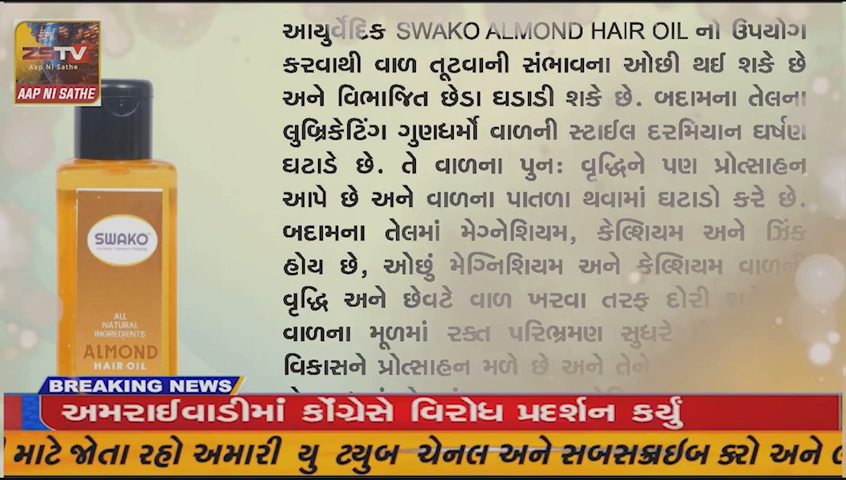 ZSTV
Aap Ni Sathe
AAP NI SATHE
આયુર્વેદિક SWAKO ALMOND HAIR OIL નો ઉપયોગ
કરવાથી વાળ તૂટવાની સંભાવના ઓછી થઈ શકે છે
અને વિભાજિત છેડા ઘડાડી શકે છે. બદામના તેલના
લુબ્રિકેટિંગ ગુણધર્મો વાળની સ્ટાઈલ દરમિયાન ઘર્ષણ
ઘટાડે છે. તે વાળના પુનઃ વૃદ્ધિને પણ પ્રોત્સાહન
આપે છે અને વાળના પાતળા થવામાં ઘટાડો કરે છે.
બદામના તેલમાં મેગ્નેશિયમ, કેલ્શિયમ અને ઝિંક
હોય છે, ઓછું મેગ્નિશિયમ અને કેલ્શિયમ વાળની
વૃદ્ધિ અને છેવટે વાળ ખરવા તરફ દોરી
વાળના મૂળમાં રક્ત પરિભ્રમણ સુધરે
વિકાસને પ્રોત્સાહન મળે છે અને તેને
SWAKO
ALL
NATURAL
INGREDIENTS
ALMOND
HAIR OIL
BREAKING NEWS
અમરાઈવાડીમાં કોંગ્રેસે વિરોધ પ્રદર્શન કર્યું
માટે જોતા રહો અમારી યુ ટ્યુબ ચેનલ અને સબસક્રાઇબ કરો અને